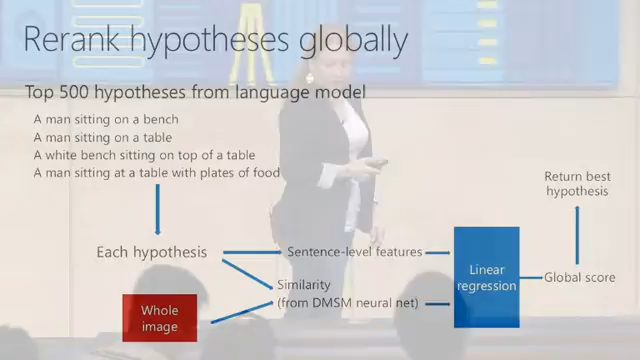 Rerank hypotheses globally
Top 500 hypotheses from language model
A man sitting on a bench
A man sitting on a table
A white bench sitting on top of a table
A man sitting at a table with plates of food
Return best
hypothesis
Each hypothesis
Sentence-level features
Similarity
(from DMSM neural net)
Linear
regression
Global score
Whole
image